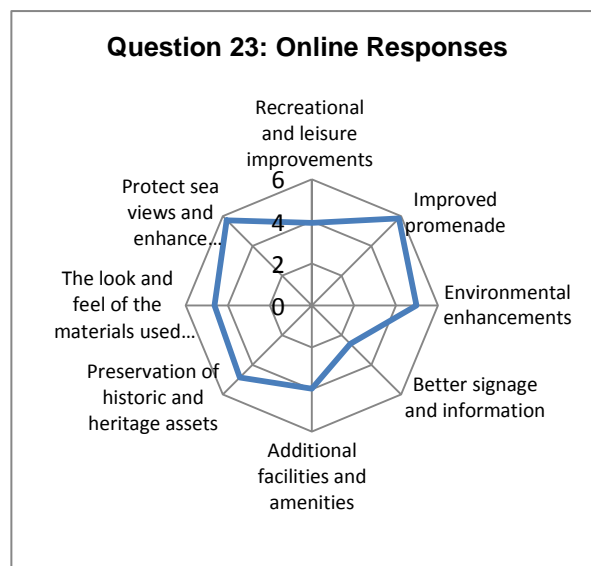 Question 23: Online Responses
Recreational
and leisure
improvements
Improved
promenade
Environmental
enhancements
Better signage
and information
Additional
facilities and
amenities
Preservation of
historic and
heritage assets
The look and
feel of the
materials used...
Protect sea
views and
enhance...
6
4
2
0